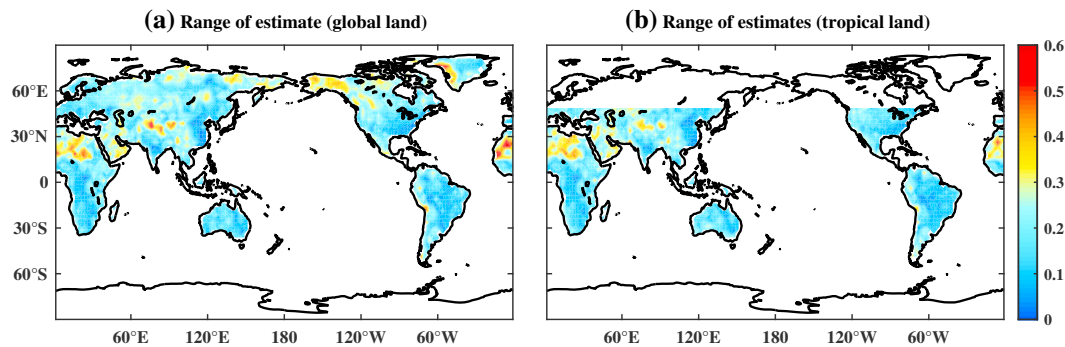 (a) Range of estimate (global land)
(b) Range of estimates (tropical land)
60°N
30°N
0
30°S
60°S
60°E 120°E 180 120°W 60°W
60°E 120°E 180 120°W 60°W
0.6
0.5
0.4
0.3
0.2
0.1
0